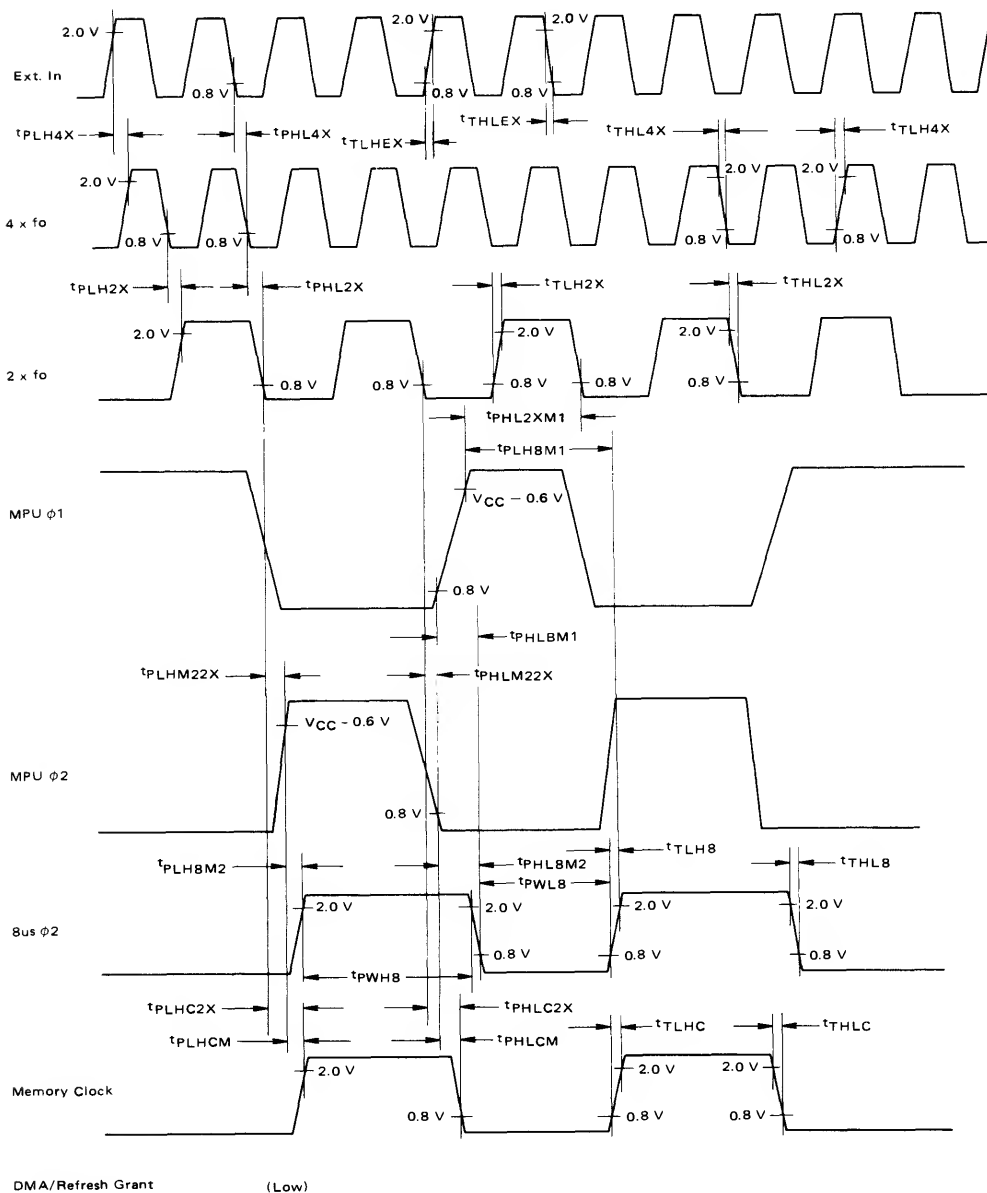 2.0 V
2.0 V
2.0 V
Ext. In
0.8 V
0.8 V
0.8 V
tPLH4X
tPHL4X
tTLHEX
tTHLEX
tTHL4X
tTLH4X
2.0 V
2.0 V
2.0 V
4 x fo
0.8 V
0.8 V
0.8 V
0.8 V
tPLH2X
tPHL2X
tTLH2X
tTHL2X
2.0 V
2.0 V
2.0 V
2 x fo
0.8 V
0.8 V
0.8 V
0.8 V
0.8 V
tPHL2XM1
tPLH8M1
MPU φ1
VCC – 0.6 V
0.8 V
tPHL8M1
tPLHM22X
tPHLM22X
VCC – 0.6 V
MPU φ2
0.8 V
tPLH8M2
tPHL8M2
tTLH8
tTHL8
tPWL8
2.0 V
2.0 V
2.0 V
2.0 V
8us φ2
0.8 V
0.8 V
0.8 V
tPWH8
tPLHC2X
tPHLC2X
tPLHCM
tPHLCM
tTLHC
tTHLC
2.0 V
2.0 V
2.0 V
Memory Clock
0.8 V
0.8 V
0.8 V
DMA/Refresh Grant (Low)